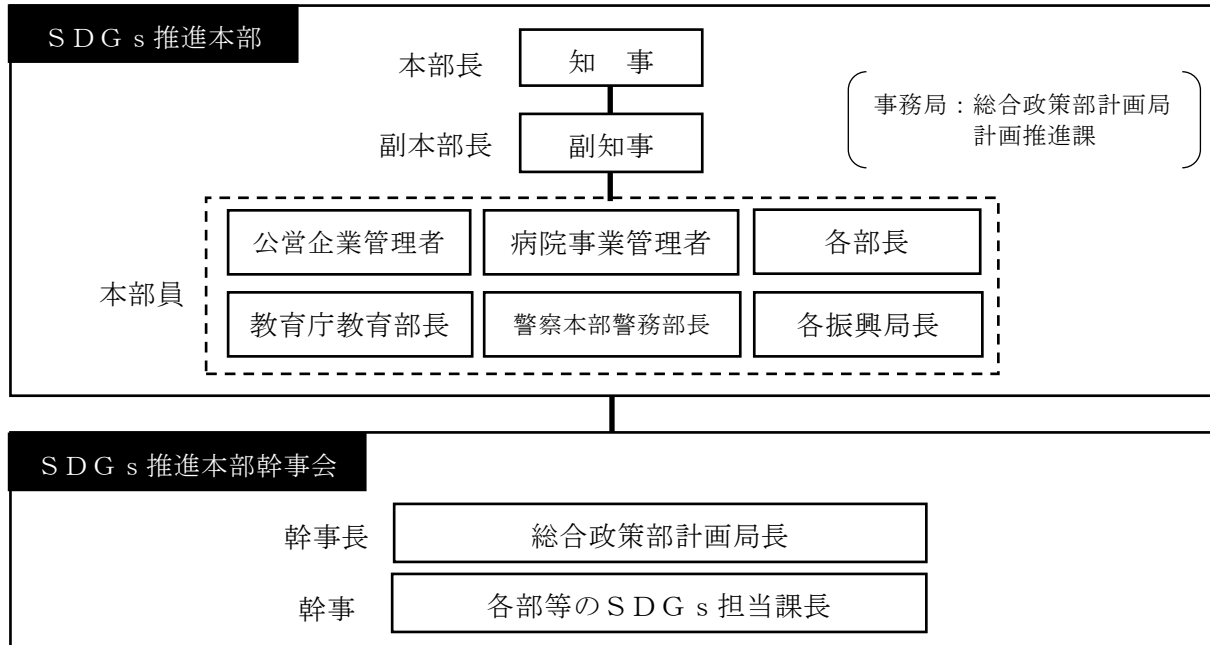 ＳＤＧｓ推進本部
本部長
知　事
事務局：総合政策部計画局
計画推進課
副本部長
副知事
公営企業管理者
病院事業管理者
各部長
本部員
教育庁教育部長
警察本部警務部長
各振興局長
ＳＤＧｓ推進本部幹事会
幹事長
総合政策部計画局長
幹事
各部等のＳＤＧｓ担当課長